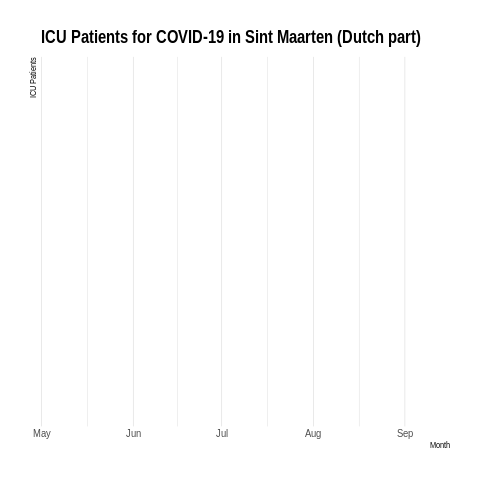 ICU Patients for COVID-19 in Sint Maarten (Dutch part)
ICU Patients
May Jun Jul Aug Sep
Month